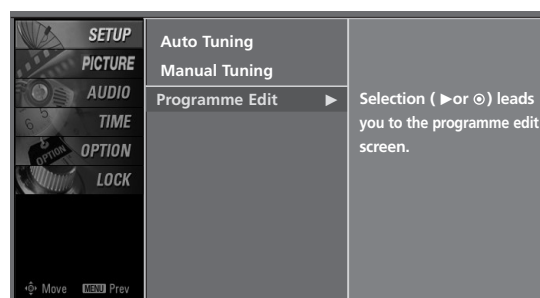 SETUP
PICTURE
AUDIO
TIME
OPTION
LOCK
Move MENU Prev
Auto Tuning
Manual Tuning
Programme Edit ▶
Selection ( ▶or ◉) leads
you to the programme edit
screen.